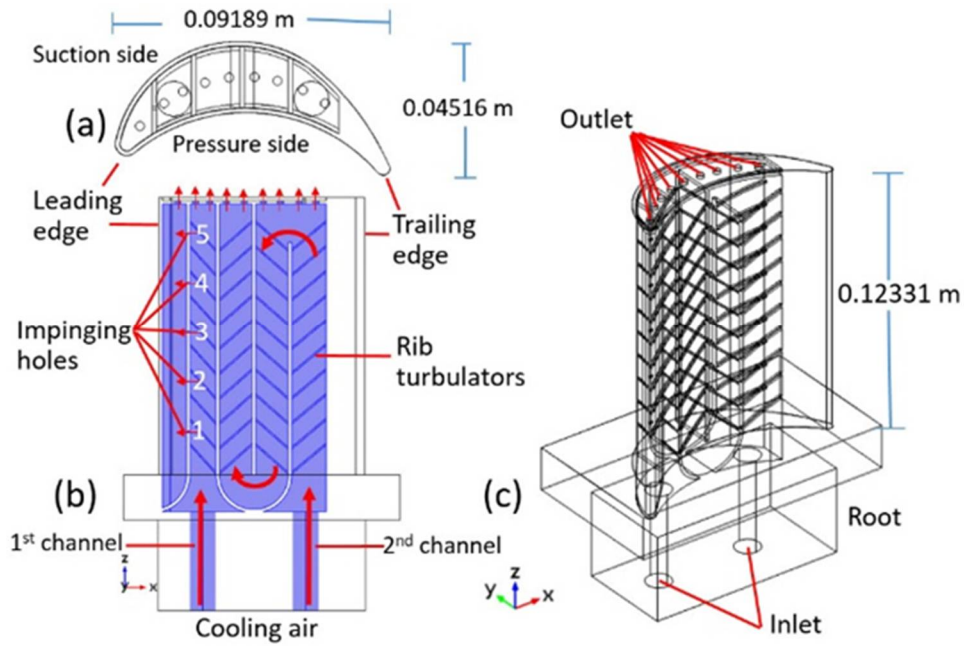 0.09189 m
Suction side
0.04516 m
(a)
Pressure side
Leading
edge
Trailing
edge
5
4
3
2
1
Impinging
holes
Rib
turbulators
(b)
1st channel
2nd channel
z
y
x
Cooling air
Outlet
0.12331 m
(c)
Root
z
y
x
Inlet